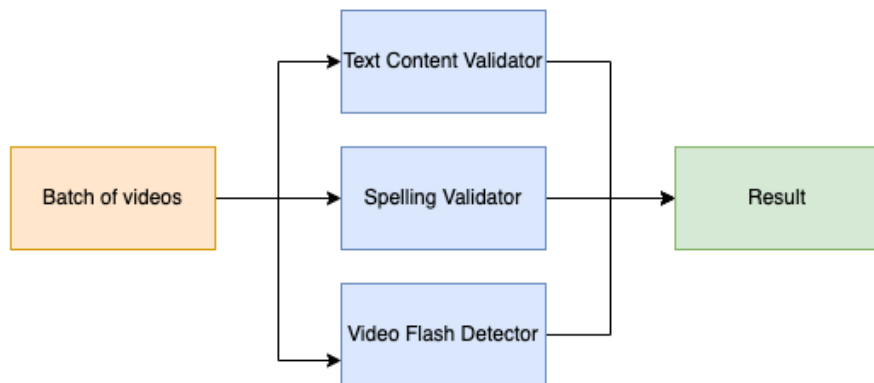 Text Content Validator
Batch of videos
Spelling Validator
Result
Video Flash Detector